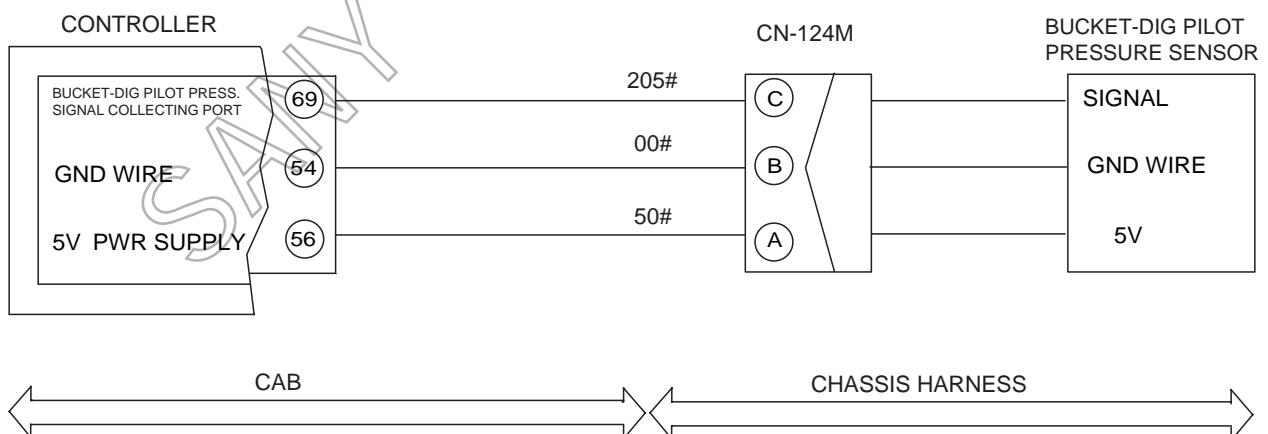 CONTROLLER
CN-124M
BUCKET-DIG PILOT
PRESSURE SENSOR
BUCKET-DIG PILOT PRESS.
SIGNAL COLLECTING PORT
69
205#
C
SIGNAL
GND WIRE
54
00#
B
GND WIRE
5V PWR SUPPLY
56
50#
A
5V
SANY
CAB
CHASSIS HARNESS